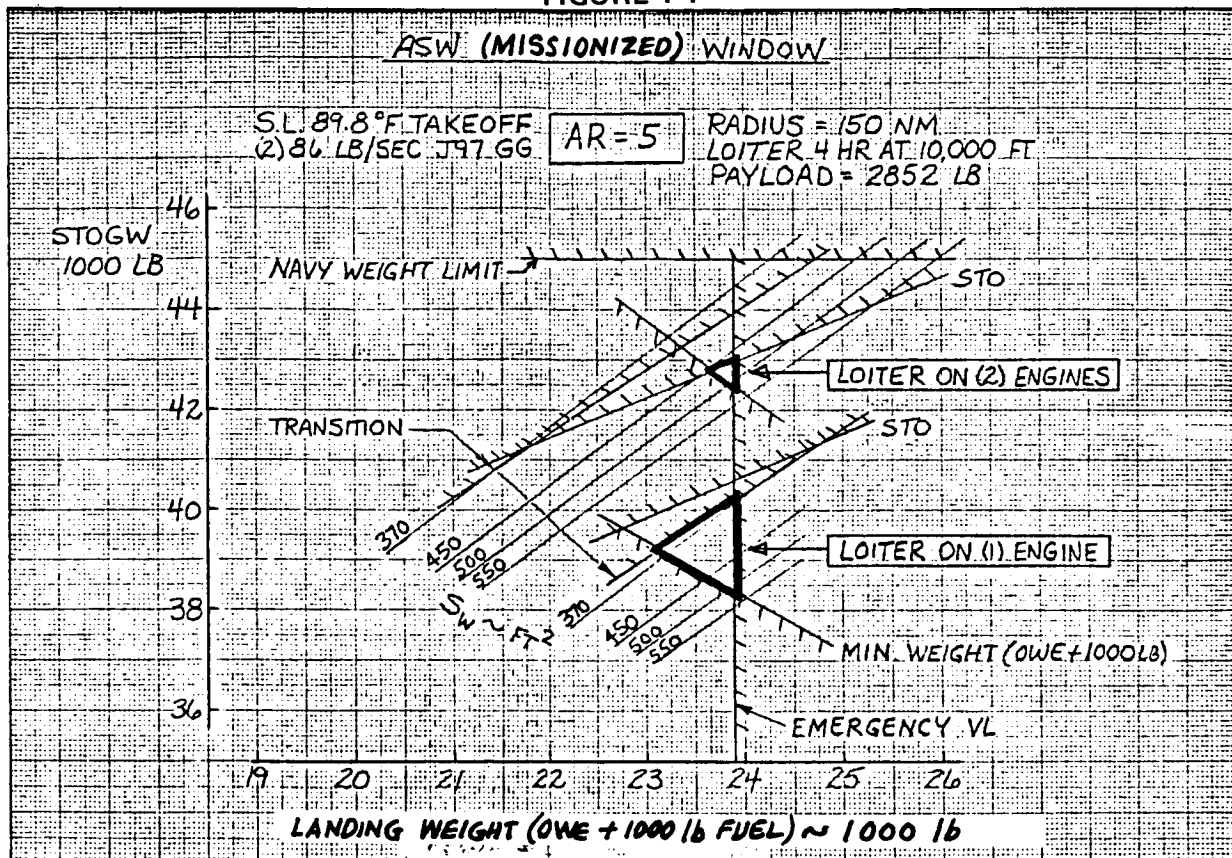 ASW (MISSIONIZED) WINDOW
S.L. 89.8°F TAKEOFF
(2) 86 LB/SEC J97 GG
AR = 5
RADIUS = 150 NM
LOITER 4 HR AT 10,000 FT
PAYLOAD = 2852 LB
STOGW
1000 LB
46
44
42
40
38
36
NAVY WEIGHT LIMIT
STO
LOITER ON (2) ENGINES
TRANSITION
STO
370
450
500
550
SW ~ FT²
LOITER ON (1) ENGINE
370
450
500
550
MIN. WEIGHT (OWE+1000LB)
EMERGENCY VL
19 20 21 22 23 24 25 26
LANDING WEIGHT (OWE + 1000 lb FUEL) ~ 1000 lb